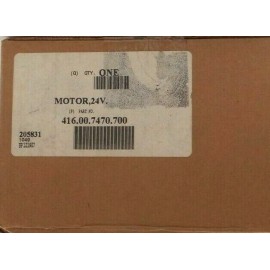 (Q) QTY. ONE
MOTOR,24V.
(P) PART NO.
416.00.7470.700
205831